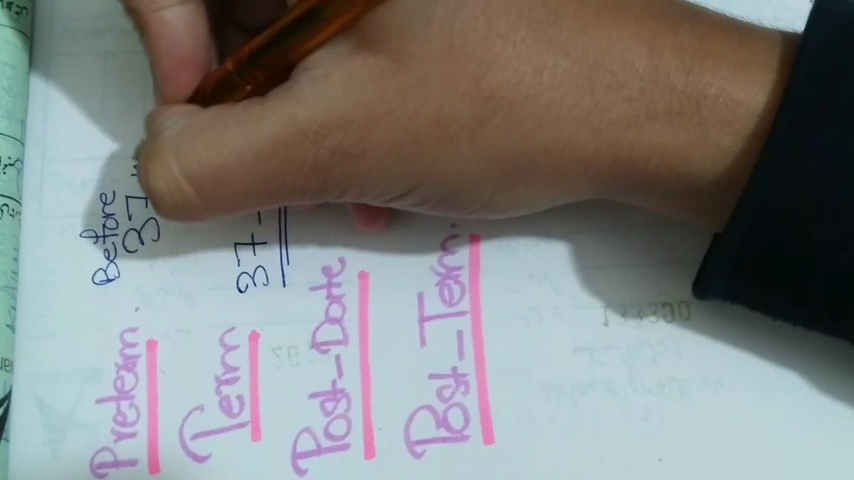 Preterm.
Before
37
Term
37-
Post-Date
Post-Term.